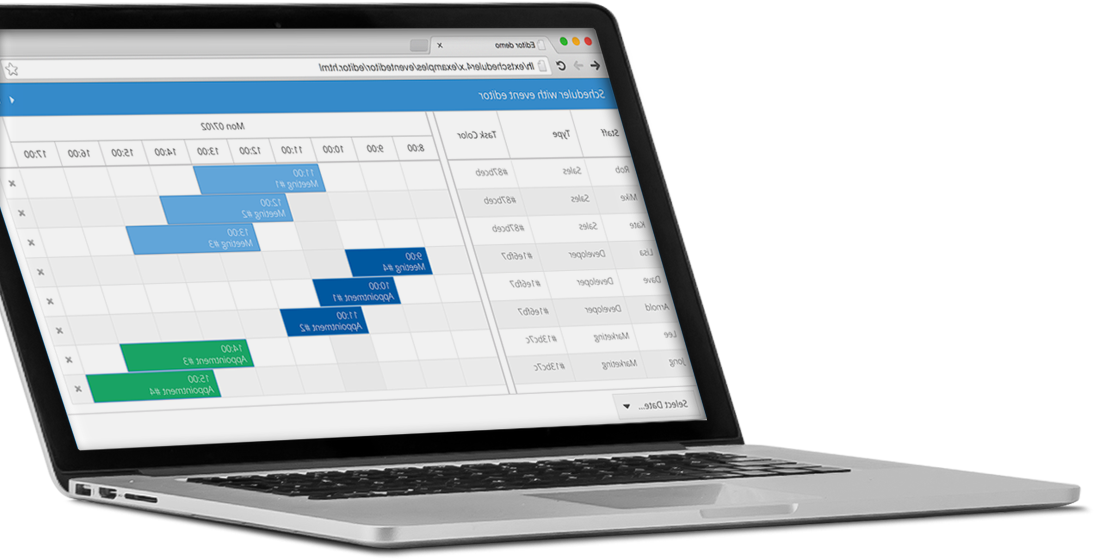 Editor demo
lh/extscheduler4.x/examples/eventeditor/editor.html
Scheduler with event editor
Staff Type Task Color Mon 07/02
8:00 9:00 10:00 11:00 12:00 13:00 14:00 15:00 16:00 17:00
Rob Sales #87bceb 11:00
Meeting #1
Mike Sales #87bceb 12:00
Meeting #2
Kate Sales #87bceb 13:00
Meeting #3
Lisa Developer #1e6fb7 9:00
Meeting #4
Dave Developer #1e6fb7 10:00
Appointment #1
Arnold Developer #1e6fb7 11:00
Appointment #2
Lee Marketing #13bc7c 14:00
Appointment #3
Jong Marketing #13bc7c 15:00
Appointment #4
Select Date...